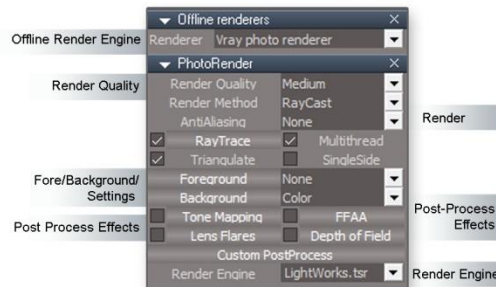 Offline renderers
Offline Render Engine
Renderer Vray photo renderer
PhotoRender
Render Quality
Render Quality Medium
Render Method RayCast
AntiAliasing None
Render
RayTrace Multithread
Triangulate SingleSide
Fore/Background/
Settings
Foreground None
Background Color
Post-Process
Effects
Post Process Effects
Tone Mapping FFAA
Lens Flares Depth of Field
Custom PostProcess
Render Engine LightWorks.tsr
Render Engine